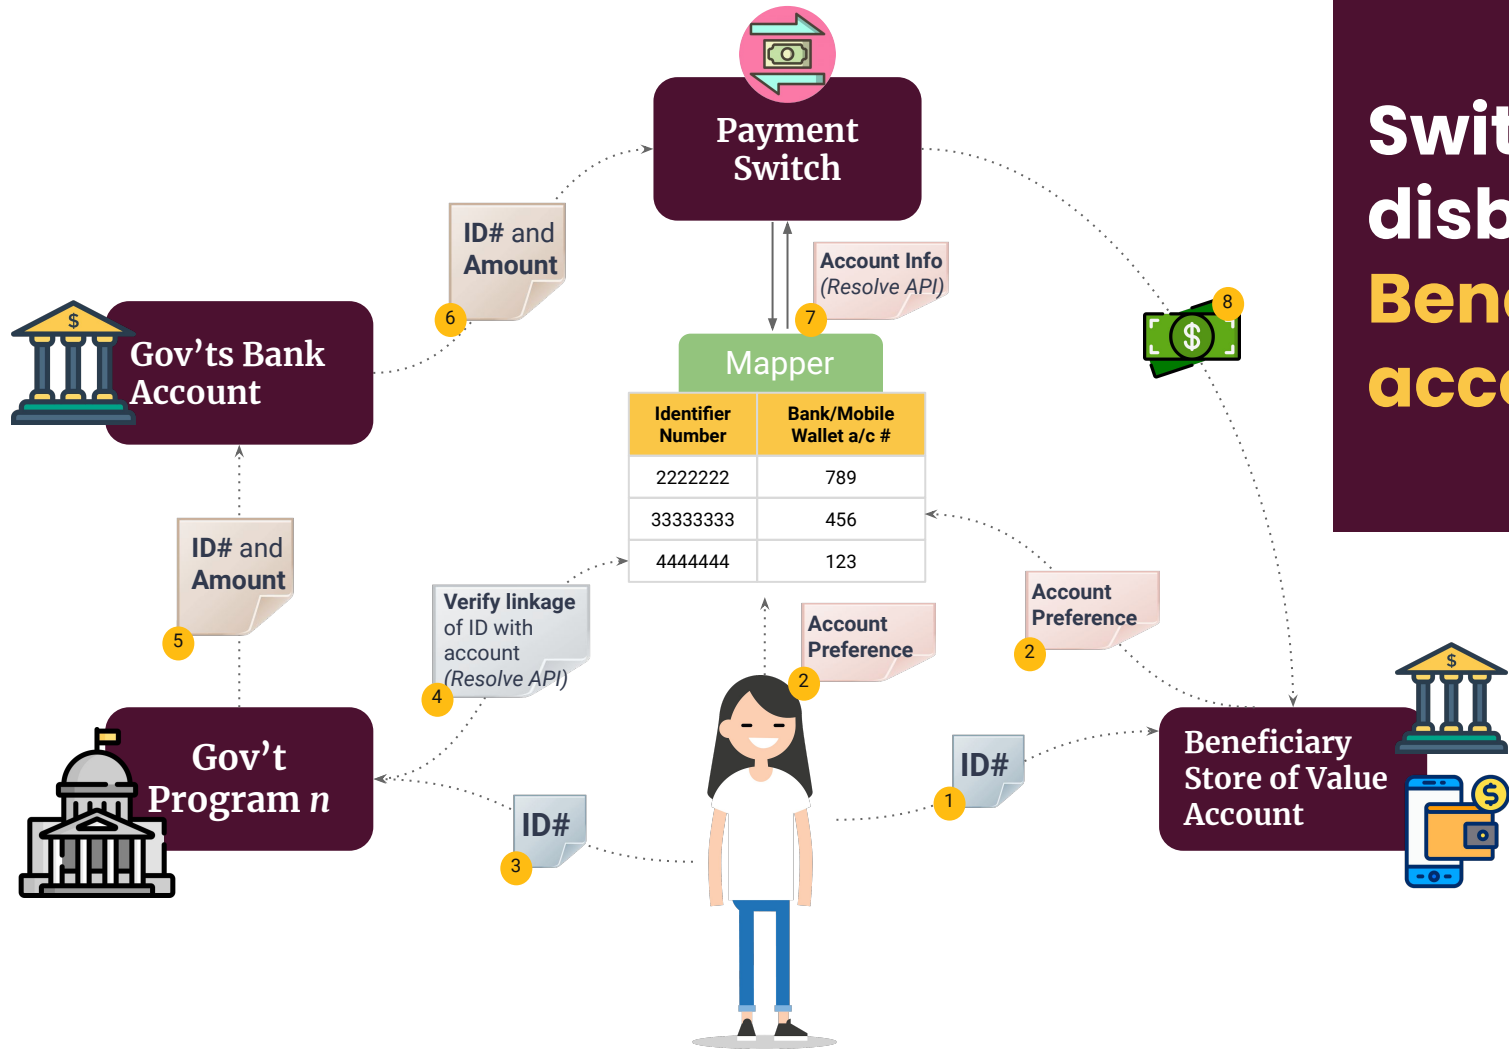 Payment
Switch
ID# and
Amount
6
Account Info
(Resolve API)
7
8
$
$
Gov'ts Bank
Account
Mapper
Identifier
Number
Bank/Mobile
Wallet a/c #
2222222
789
33333333
456
4444444
123
ID# and
Amount
5
Verify linkage
of ID with
account
(Resolve API)
4
Account
Preference
2
Account
Preference
2
Gov't
Program n
ID#
3
ID#
1
Beneficiary
Store of Value
Account
$
$